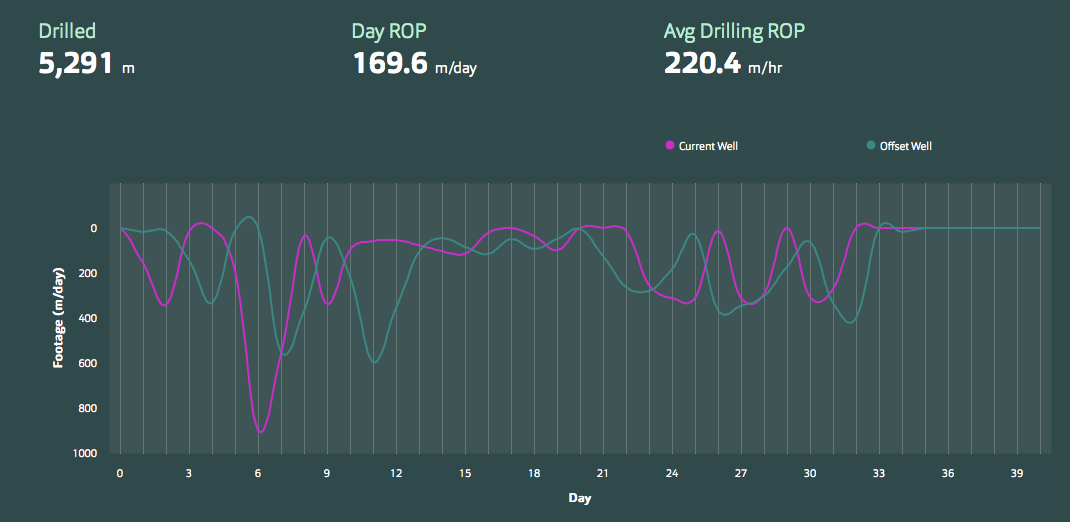 Drilled Day ROP Avg Drilling ROP
5,291 m 169.6 m/day 220.4 m/hr
Current Well Offset Well
0
200
400
600
800
1000
Footage (m/day)
0 3 6 9 12 15 18 21 24 27 30 33 36 39
Day